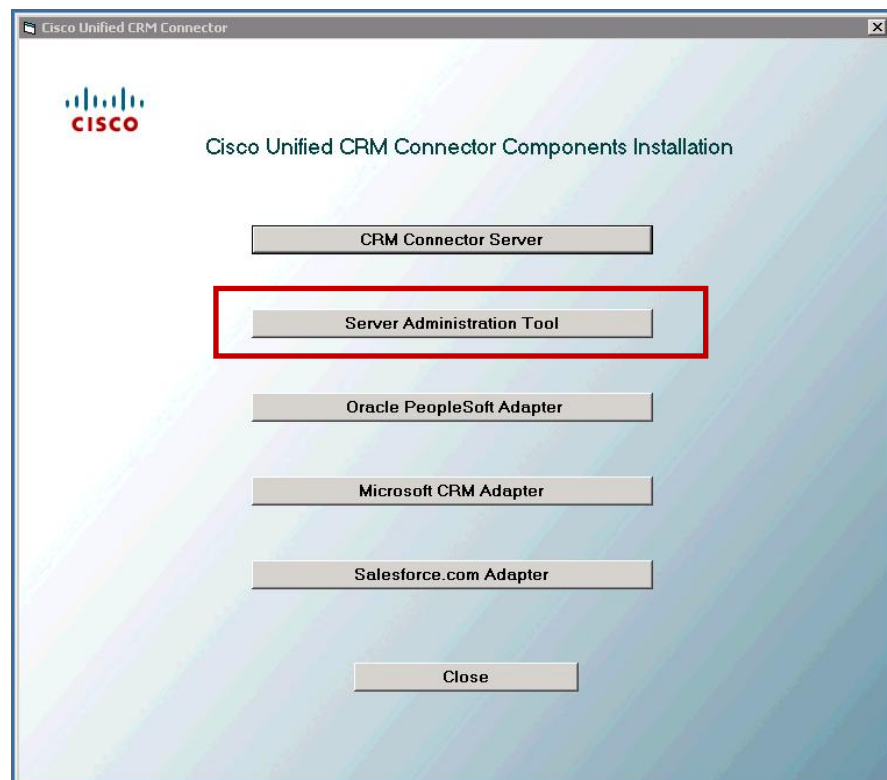 Cisco Unified CRM Connector
CISCO
Cisco Unified CRM Connector Components Installation
CRM Connector Server
Server Administration Tool
Oracle PeopleSoft Adapter
Microsoft CRM Adapter
Salesforce.com Adapter
Close